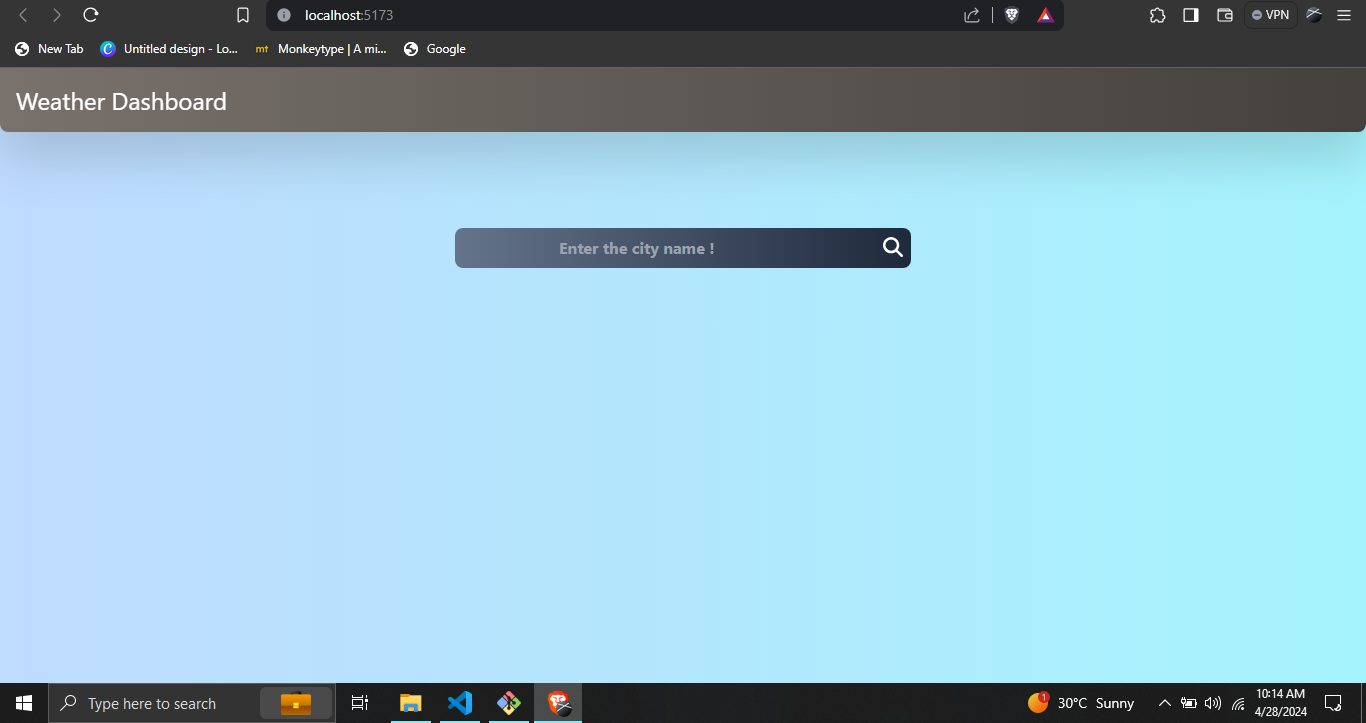 localhost:5173
VPN
New Tab
Untitled design - Lo...
mt Monkeytype | A mi...
Google
Weather Dashboard
Enter the city name !
Type here to search
1
30°C Sunny
10:14 AM
4/28/2024